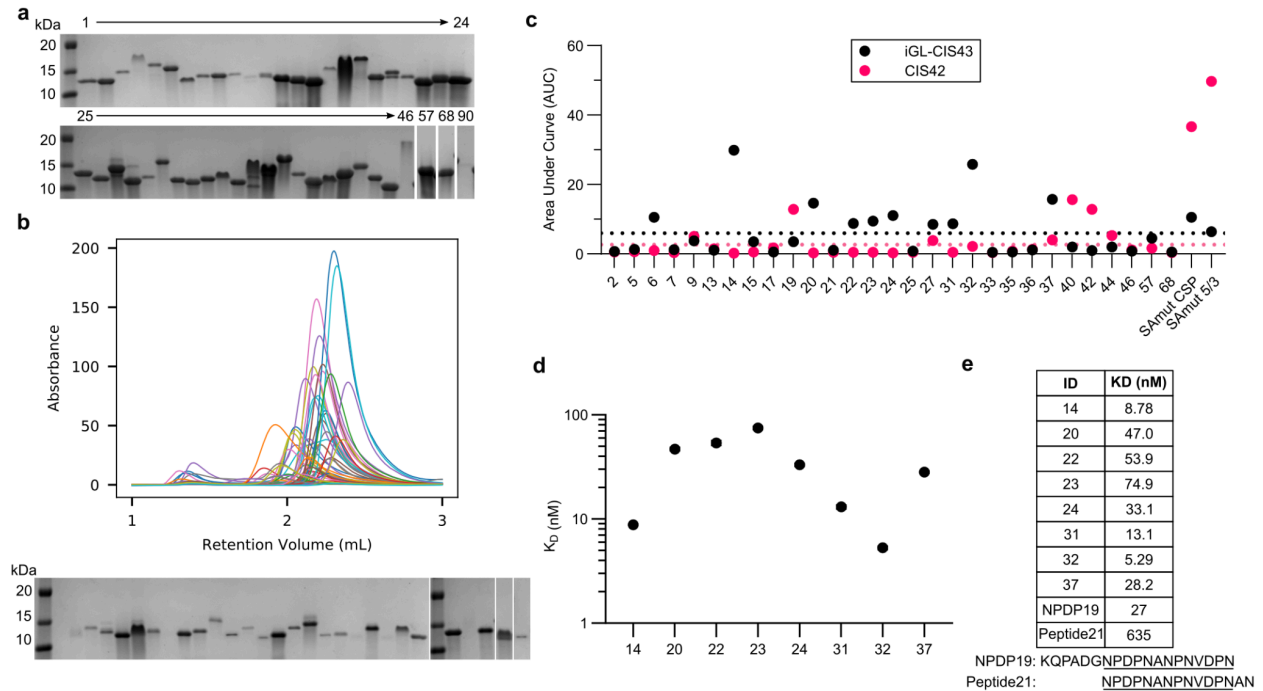 a
kDa
1
24
20
15
10
25
46 57 68 90
20
15
10
b
200
150
100
50
0
Absorbance
1 2 3
Retention Volume (mL)
kDa
20
15
10
c
iGL-CIS43
CIS42
60
40
20
0
Area Under Curve (AUC)
2 5 6 7 9 13 14 15 17 19 20 21 22 23 24 25 27 31 32 33 35 36 37 40 42 44 46 57 68 SAmut CSP SAmut 5/3
d
100
10
1
KD (nM)
14 20 22 23 24 31 32 37
e
ID KD (nM)
14 8.78
20 47.0
22 53.9
23 74.9
24 33.1
31 13.1
32 5.29
37 28.2
NPDP19 27
Peptide21 635
NPDP19: KQPADGNPDPNANPNVDPN
Peptide21: NPDPNANPNVDPNAN